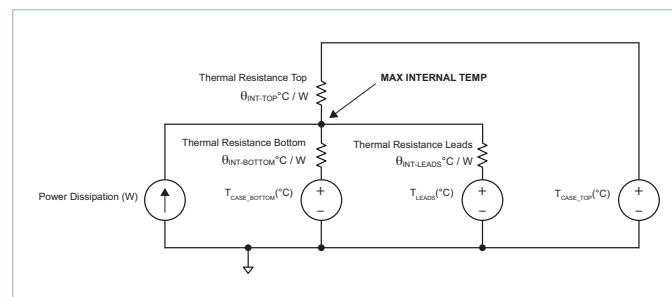 Thermal Resistance Top
θINT-TOP°C / W
MAX INTERNAL TEMP
Thermal Resistance Bottom
θINT-BOTTOM°C / W
Thermal Resistance Leads
θINT-LEADS°C / W
Power Dissipation (W)
TCASE_BOTTOM(°C)
+
–
TLEADS(°C)
+
–
TCASE_TOP(°C)
+
–